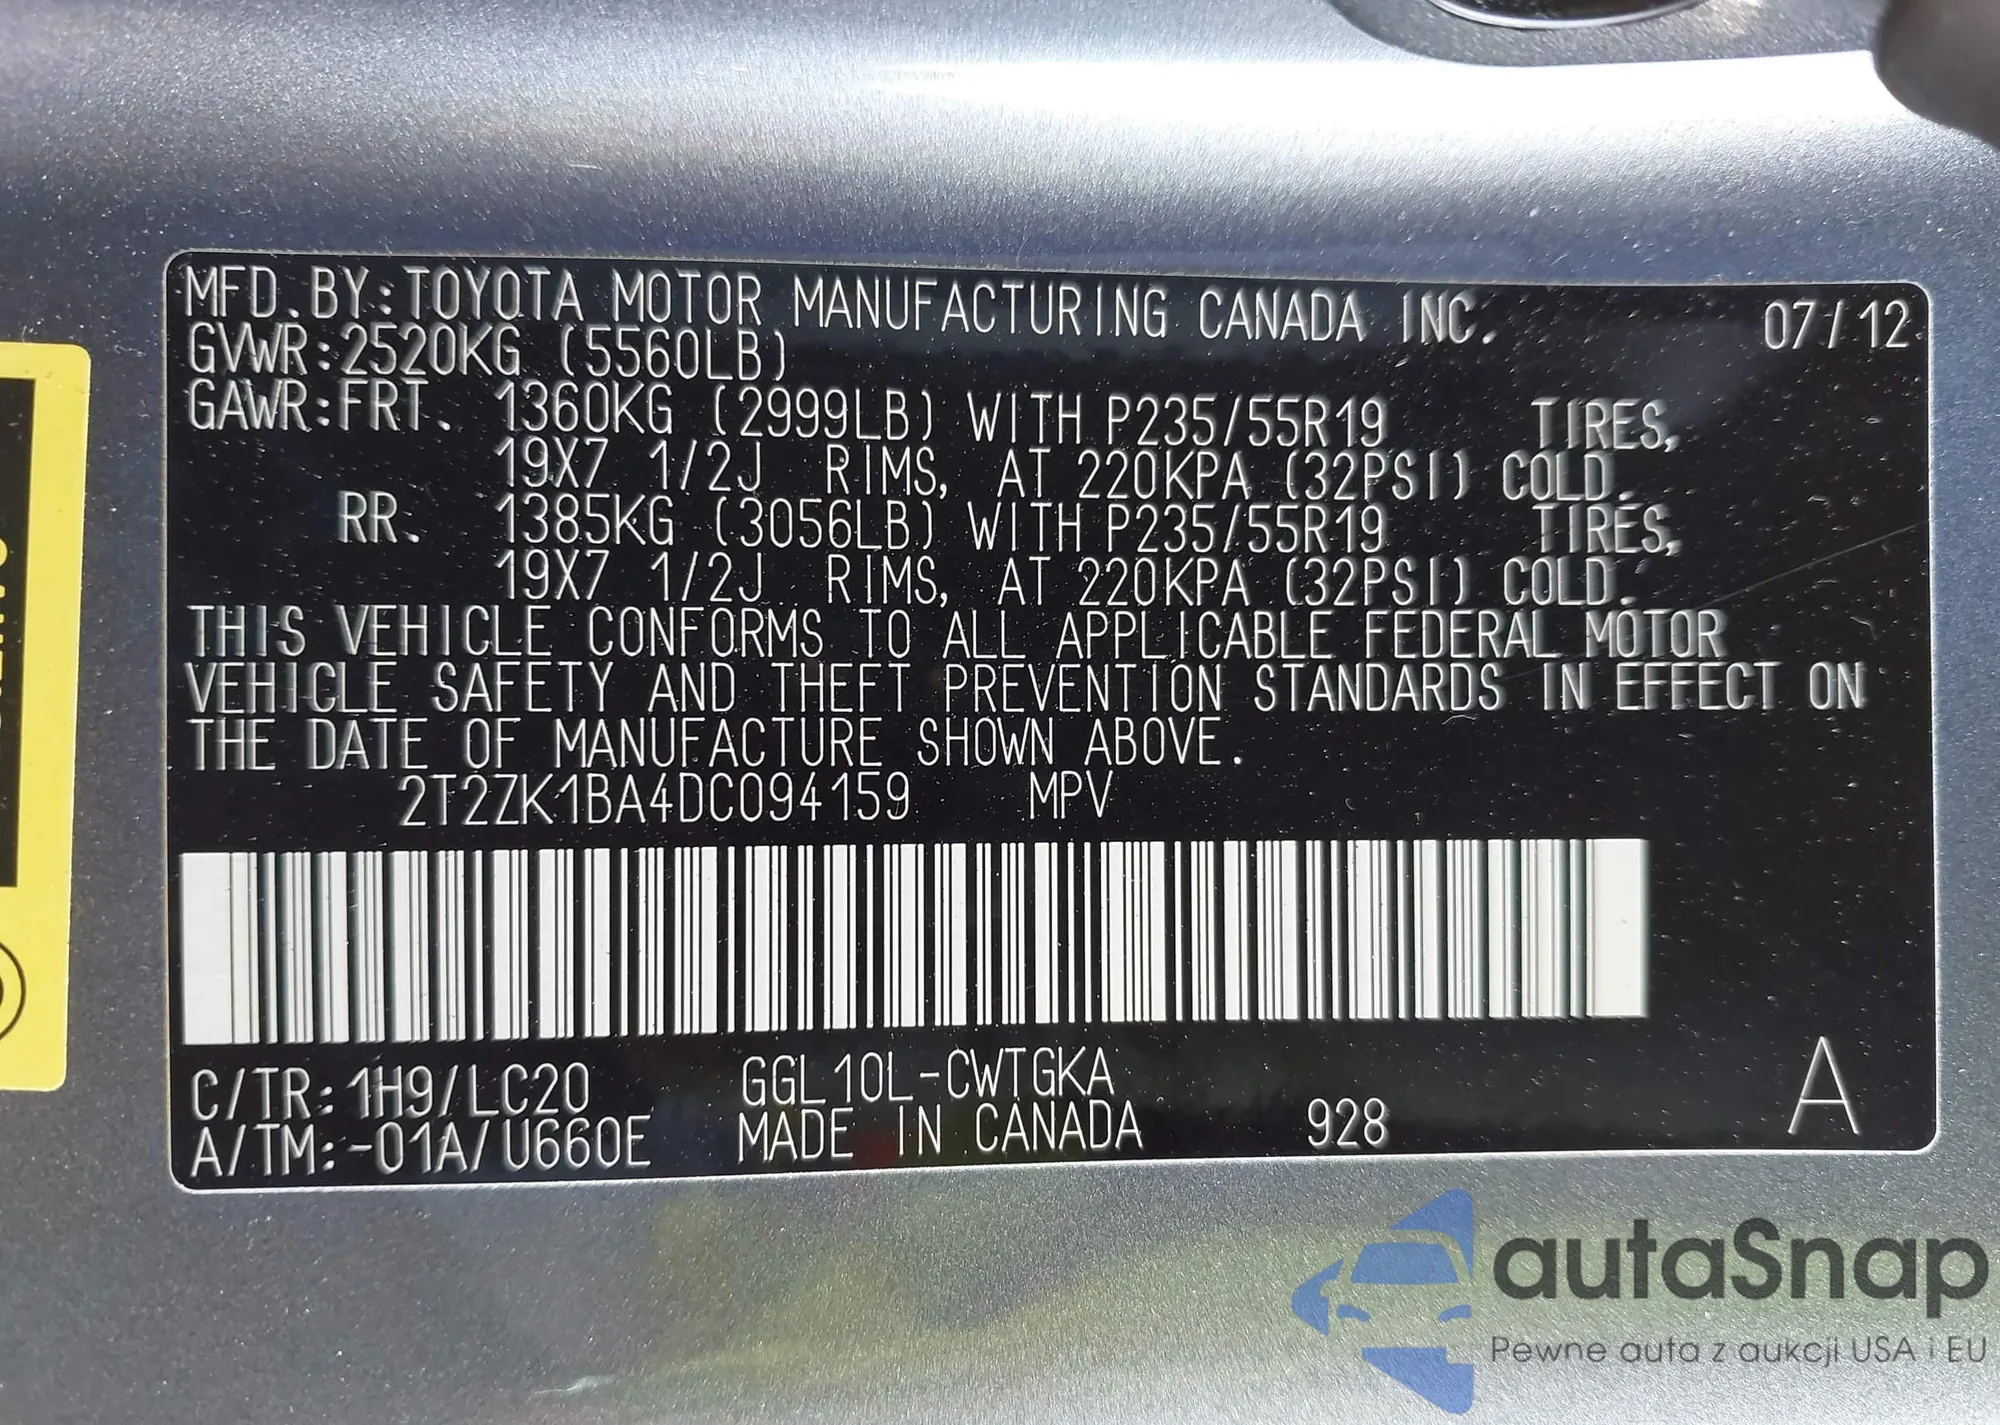 MFD. BY:TOYOTA MOTOR MANUFACTURING CANADA INC. 07/12
GVWR:2520KG (5560LB)
GAWR:FRT. 1360KG (2999LB) WITH P235/55R19 TIRES,
19X7 1/2J RIMS, AT 220KPA (32PSI) COLD.
RR. 1385KG (3056LB) WITH P235/55R19 TIRES,
19X7 1/2J RIMS, AT 220KPA (32PSI) COLD.
THIS VEHICLE CONFORMS TO ALL APPLICABLE FEDERAL MOTOR
VEHICLE SAFETY AND THEFT PREVENTION STANDARDS IN EFFECT ON
THE DATE OF MANUFACTURE SHOWN ABOVE.
2T2ZK1BA4DC094159 MPV
C/TR:1H9/LC20 GGL10L-CWTGKA
A/TM:-01A/U660E MADE IN CANADA 928 A
autoSnap
Pewne auta z aukcji USA i EU